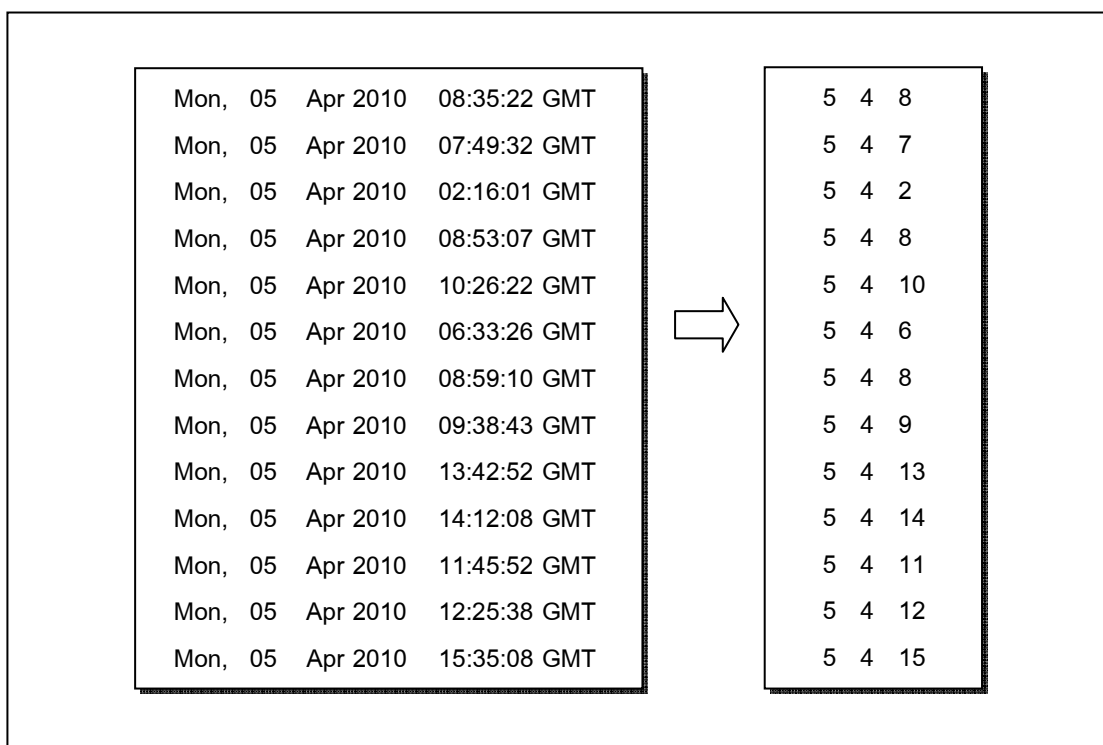 Mon, 05 Apr 2010 08:35:22 GMT
Mon, 05 Apr 2010 07:49:32 GMT
Mon, 05 Apr 2010 02:16:01 GMT
Mon, 05 Apr 2010 08:53:07 GMT
Mon, 05 Apr 2010 10:26:22 GMT
Mon, 05 Apr 2010 06:33:26 GMT
Mon, 05 Apr 2010 08:59:10 GMT
Mon, 05 Apr 2010 09:38:43 GMT
Mon, 05 Apr 2010 13:42:52 GMT
Mon, 05 Apr 2010 14:12:08 GMT
Mon, 05 Apr 2010 11:45:52 GMT
Mon, 05 Apr 2010 12:25:38 GMT
Mon, 05 Apr 2010 15:35:08 GMT
5 4 8
5 4 7
5 4 2
5 4 8
5 4 10
5 4 6
5 4 8
5 4 9
5 4 13
5 4 14
5 4 11
5 4 12
5 4 15